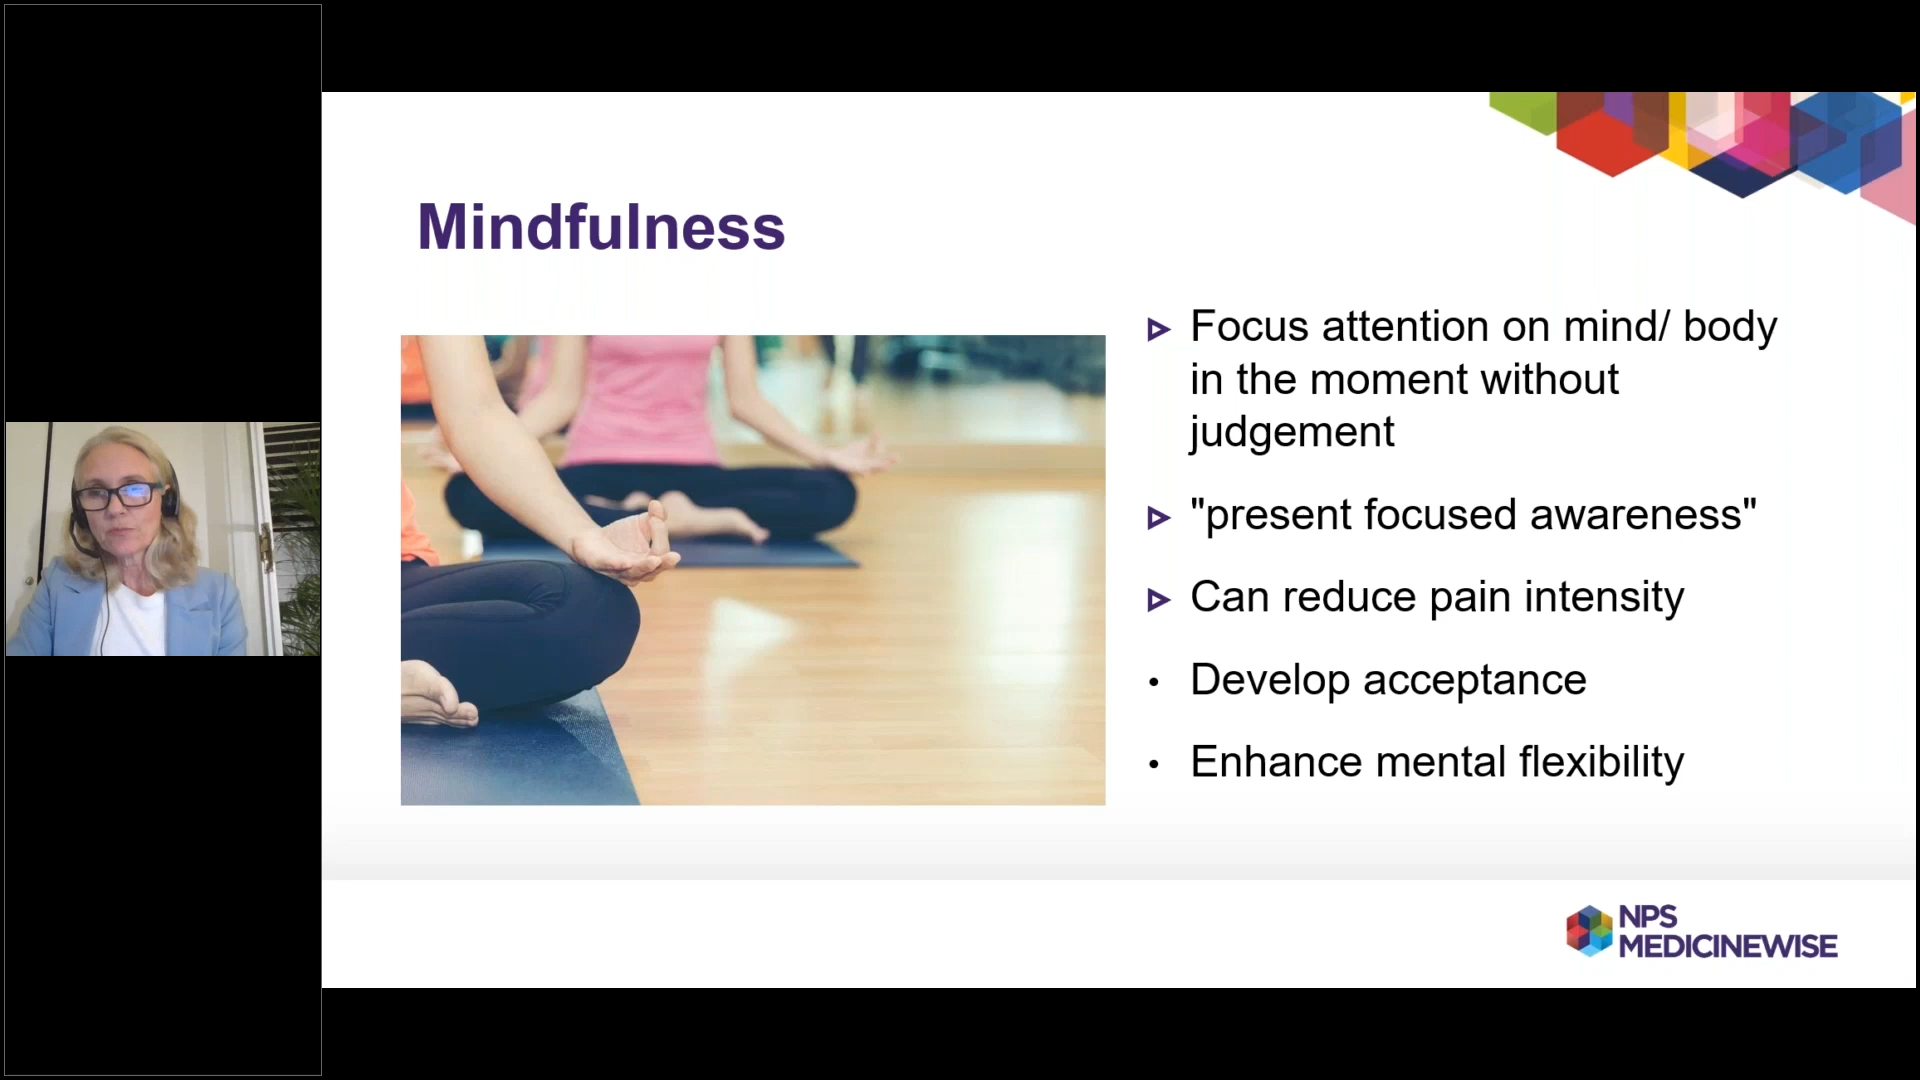 Mindfulness
Focus attention on mind/ body
in the moment without
judgement
"present focused awareness"
Can reduce pain intensity
Develop acceptance
Enhance mental flexibility
NPS
MEDICINEWISE